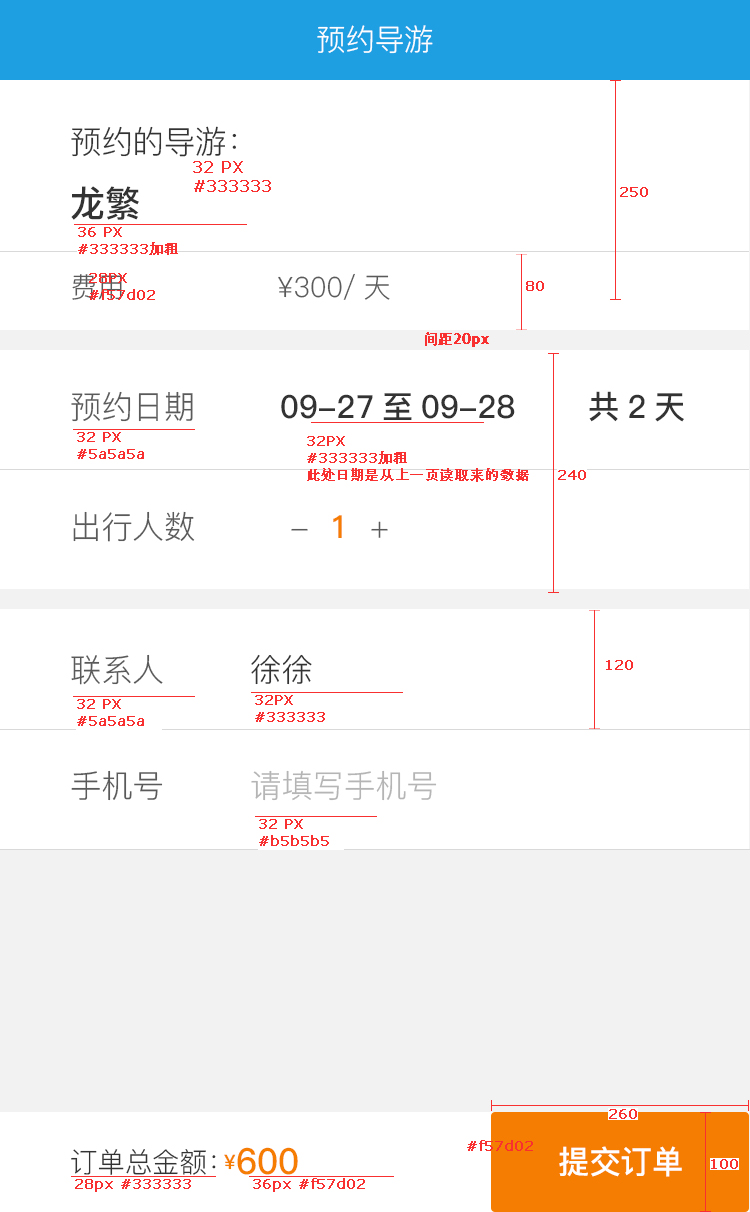 预约导游
预约的导游：
32 PX
#333333
龙繁
36 PX
#333333加粗
250
费用
28PX
#f57d02
¥300/ 天
80
间距20px
预约日期
09-27 至 09-28
共 2 天
32 PX
#5a5a5a
32PX
#333333加粗
此处日期是从上一页读取来的数据
240
出行人数
- 1 +
联系人
徐徐
120
32 PX
#5a5a5a
32PX
#333333
手机号
请填写手机号
32 PX
#b5b5b5
260
订单总金额：¥600
#f57d02
提交订单
100
28px #333333
36px #f57d02